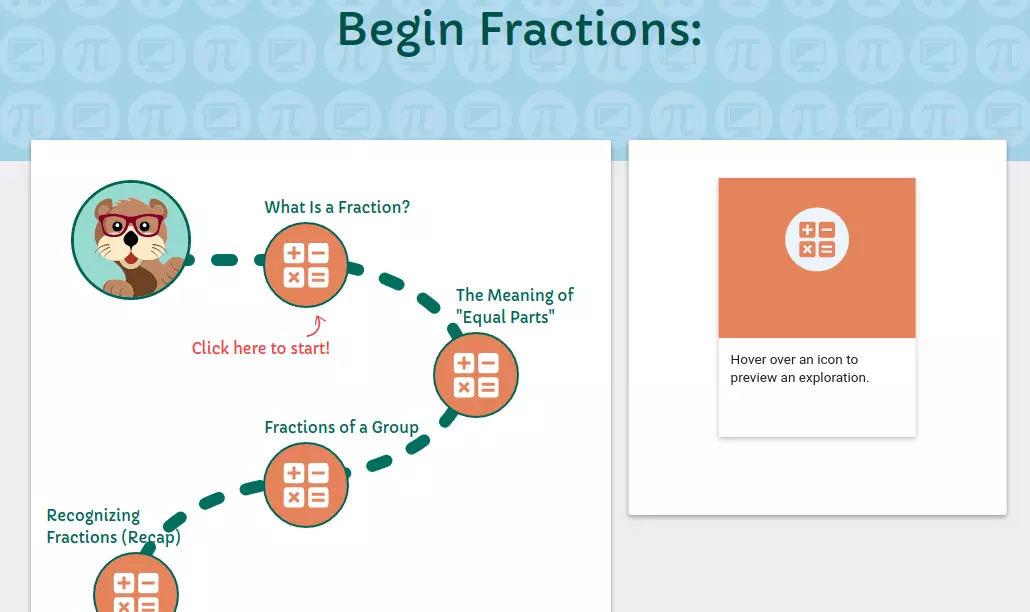 Begin Fractions:
What Is a Fraction?
Click here to start!
The Meaning of
"Equal Parts"
Fractions of a Group
Recognizing
Fractions (Recap)
Hover over an icon to
preview an exploration.